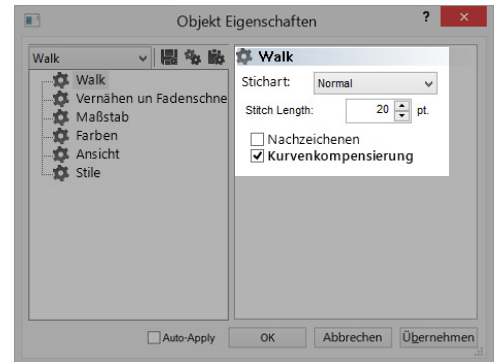 Objekt Eigenschaften ?
Walk
Walk
Vernähen un Fadenschne
Maßstab
Farben
Ansicht
Stile
Walk
Stichart: Normal
Stitch Length: 20 pt.
Nachzeichenen
Kurvenkompensierung
Auto-Apply OK Abbrechen Übernehmen